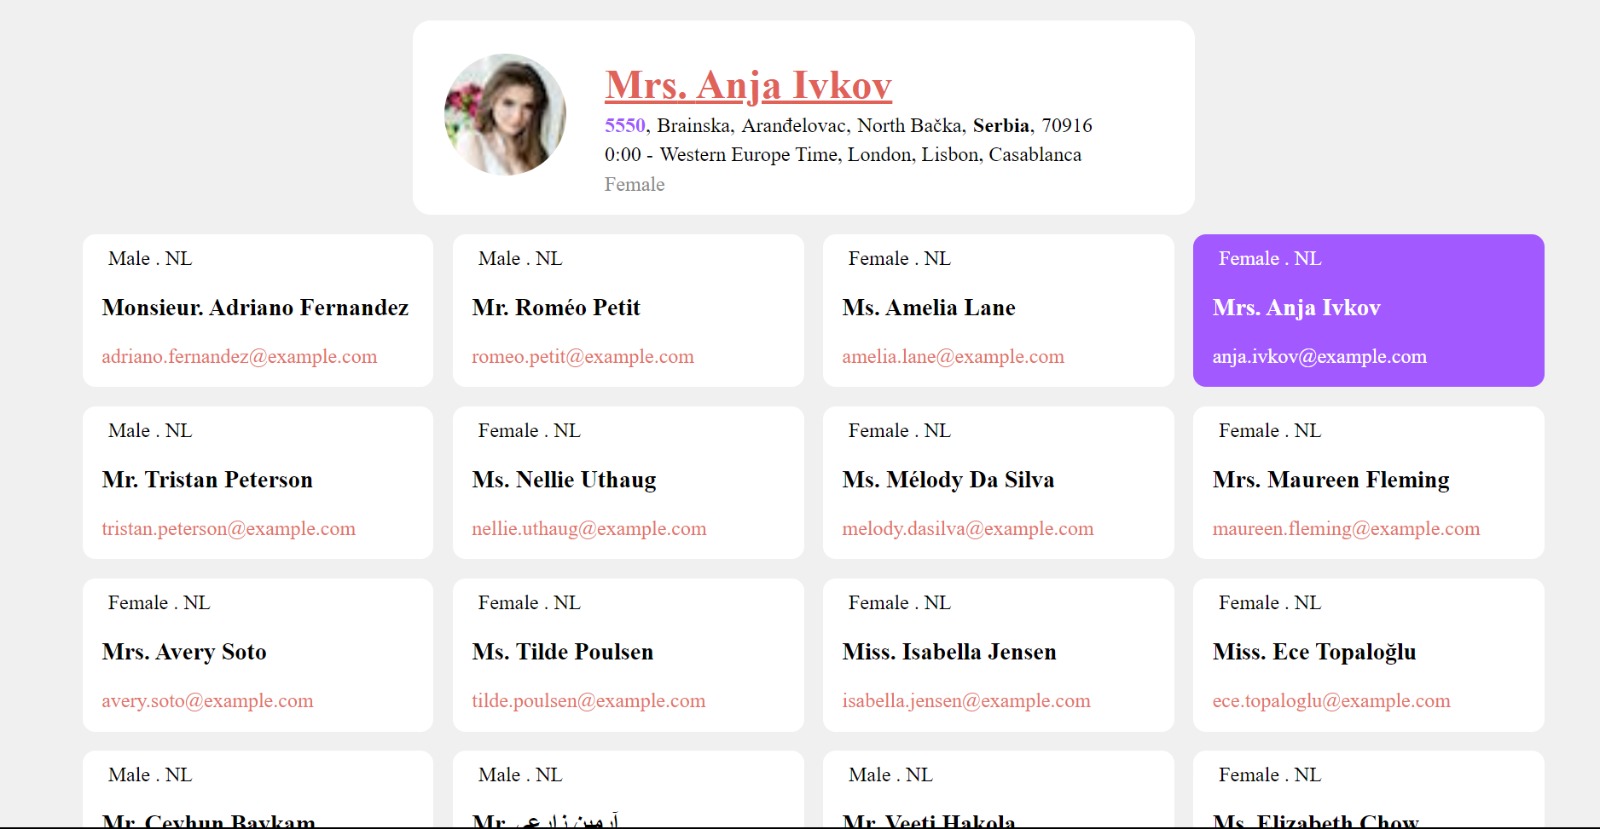 Mrs. Anja Ivkov
5550, Brainska, Aranđelovac, North Bačka, Serbia, 70916
0:00 - Western Europe Time, London, Lisbon, Casablanca
Female
Male . NL
Monsieur. Adriano Fernandez
adriano.fernandez@example.com
Male . NL
Mr. Roméo Petit
romeo.petit@example.com
Female . NL
Ms. Amelia Lane
amelia.lane@example.com
Female . NL
Mrs. Anja Ivkov
anja.ivkov@example.com
Male . NL
Mr. Tristan Peterson
tristan.peterson@example.com
Female . NL
Ms. Nellie Uthaug
nellie.uthaug@example.com
Female . NL
Ms. Mélody Da Silva
melody.dasilva@example.com
Female . NL
Mrs. Maureen Fleming
maureen.fleming@example.com
Female . NL
Mrs. Avery Soto
avery.soto@example.com
Female . NL
Ms. Tilde Poulsen
tilde.poulsen@example.com
Female . NL
Miss. Isabella Jensen
isabella.jensen@example.com
Female . NL
Miss. Ece Topaloğlu
ece.topaloglu@example.com
Male . NL
Mr. Ceyhun Baykam
Male . NL
Mr. آرمین زارعی
Male . NL
Mr. Veeti Hakola
Female . NL
Ms. Elizabeth Chow